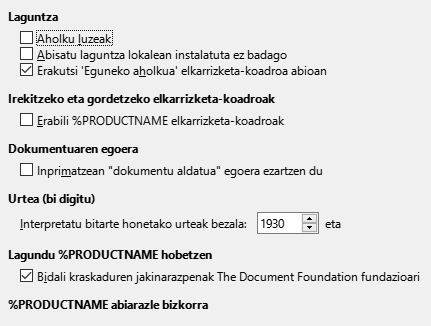 Laguntza
Aholku luzeak
Abisatu laguntza lokalean instalatuta ez badago
Erakutsi 'Eguneko aholkua' elkarrizketa-koadroa abioan
Irekitzeko eta gordetzeko elkarrizketa-koadroak
Erabili %PRODUCTNAME elkarrizketa-koadroak
Dokumentuaren egoera
Inprimatzean "dokumentu aldatua" egoera ezartzen du
Urtea (bi digitu)
Interpretatu bitarte honetako urteak bezala: 1930 eta
Lagundu %PRODUCTNAME hobetzen
Bidali kraskaduren jakinarazpenak The Document Foundation fundazioari
%PRODUCTNAME abiarazle bizkorra